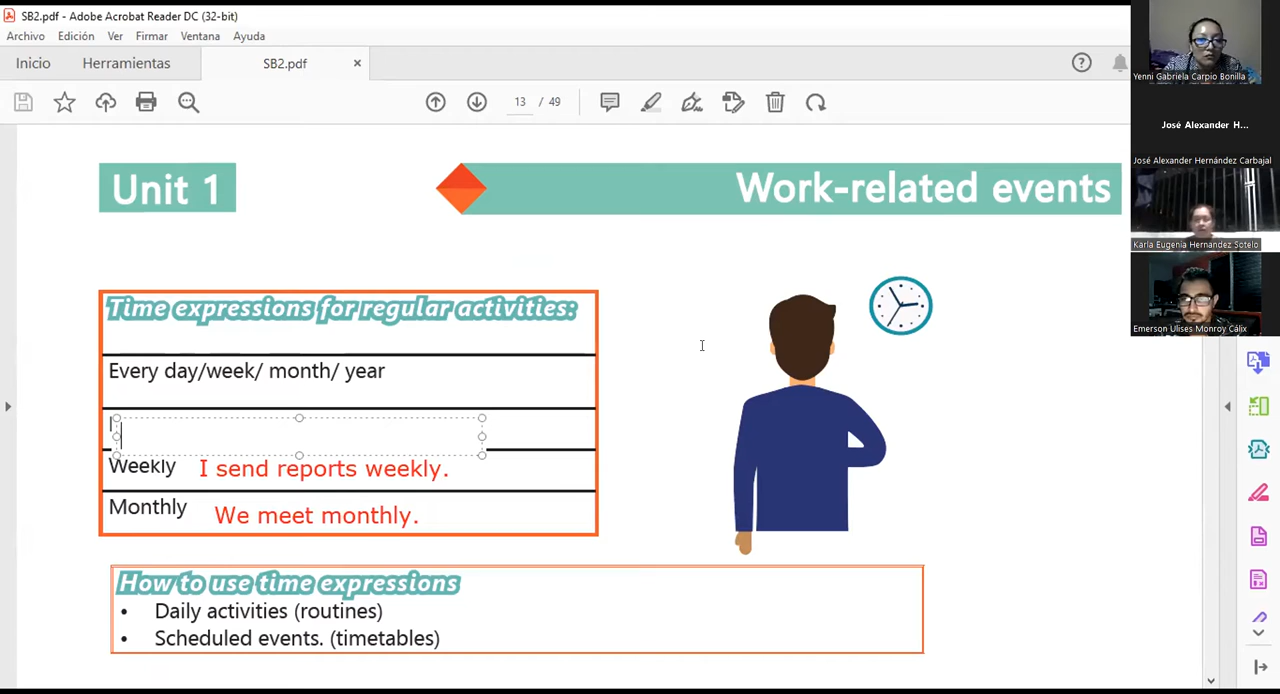 SB2.pdf - Adobe Acrobat Reader DC (32-bit)
Archivo Edición Ver Firmar Ventana Ayuda
Inicio Herramientas SB2.pdf ×
13 / 49
Unit 1
Work-related events
Time expressions for regular activities:
Every day/week/ month/ year
Weekly I send reports weekly.
Monthly We meet monthly.
How to use time expressions
• Daily activities (routines)
• Scheduled events. (timetables)
Yenni Gabriela Carpio Bonilla
José Alexander H...
José Alexander Hernández Carbajal
Karla Eugenia Hernandez Sotelo
Emerson Ulises Monroy Cálix